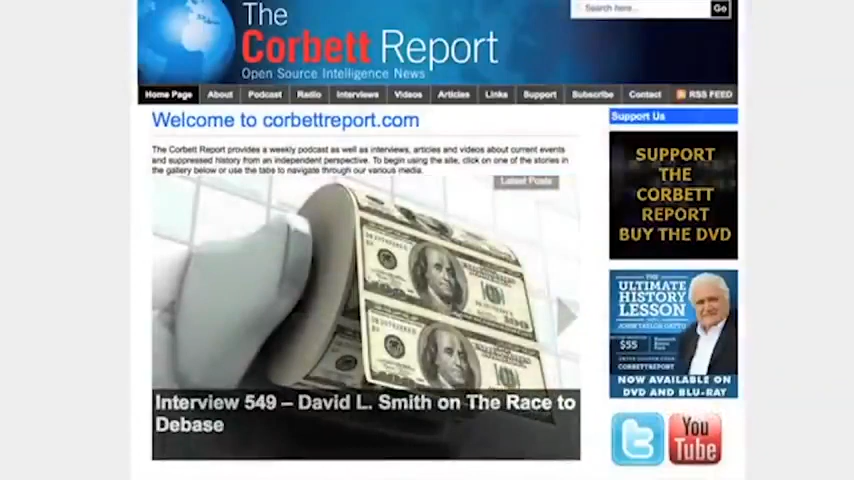 The
Corbett Report
Open Source Intelligence News
Search here...
Go
Home Page About Podcast Radio Interviews Videos Articles Links Support Subscribe Contact RSS FEED
Welcome to corbettreport.com
The Corbett Report provides a weekly podcast as well as interviews, articles and videos about current events
and suppressed history from an independent perspective. To begin using the site, click on one of the stories in
the gallery below or use the tabs to navigate through our various media.
Latest Posts
Interview 549 – David L. Smith on The Race to
Debase
Support Us
SUPPORT
THE
CORBETT
REPORT
BUY THE DVD
THE
ULTIMATE
HISTORY
LESSON
JOHN TAYLOR GATTO
$55
CORBETTREPORT
NOW AVAILABLE ON
DVD AND BLU-RAY
You
Tube